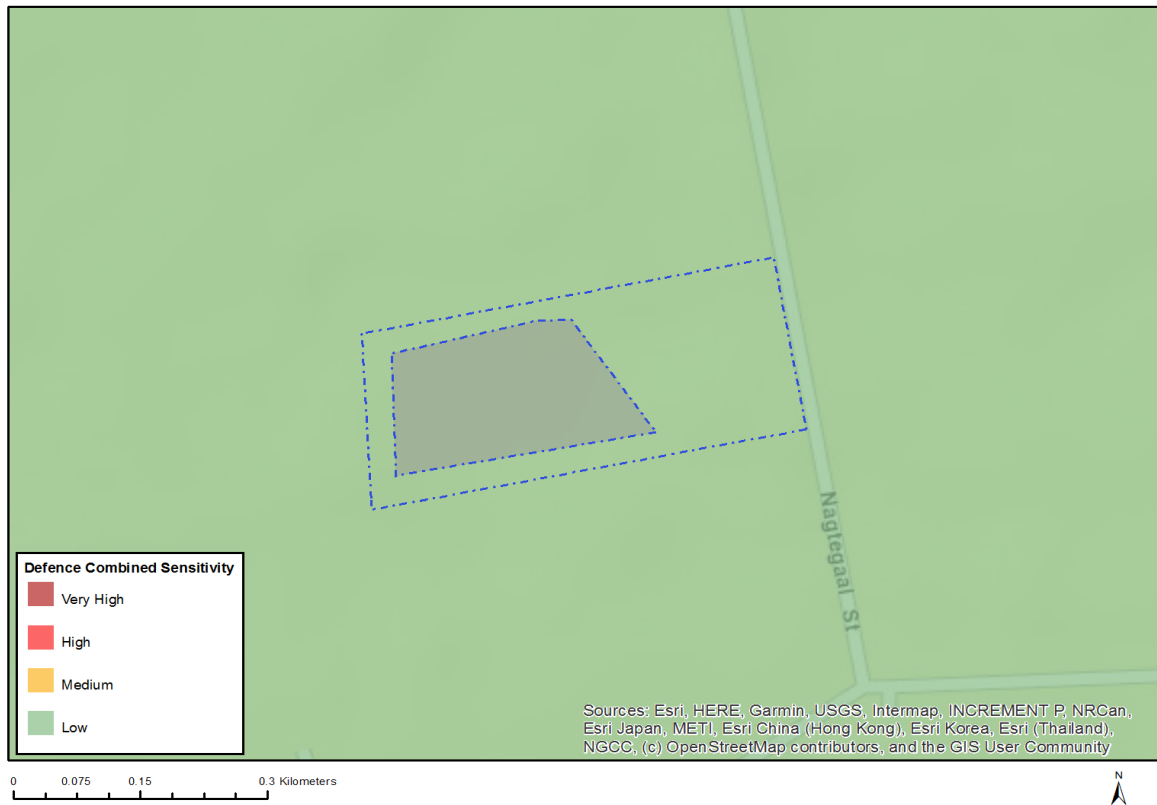 Nagtegaal St
Defence Combined Sensitivity
Very High
High
Medium
Low
Sources: Esri, HERE, Garmin, USGS, Intermap, INCREMENT P, NRCan,
Esri Japan, METI, Esri China (Hong Kong), Esri Korea, Esri (Thailand),
NGCC, (c) OpenStreetMap contributors, and the GIS User Community
0 0.075 0.15 0.3 Kilometers
N